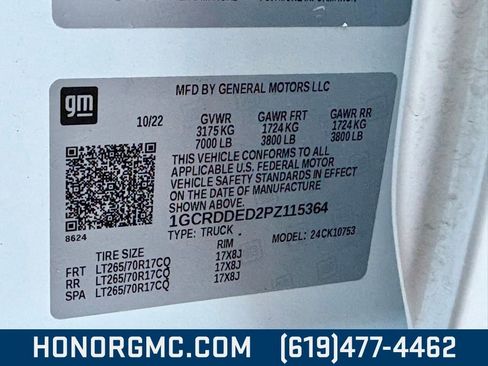 gm
MFD BY GENERAL MOTORS LLC
10/22 GVWR GAWR FRT GAWR RR
3175 KG 1724 KG 1724 KG
7000 LB 3800 LB 3800 LB
THIS VEHICLE CONFORMS TO ALL
APPLICABLE U.S. FEDERAL MOTOR
VEHICLE SAFETY STANDARDS IN EFFECT
ON THE DATE OF MANUFACTURE
SHOWN ABOVE.
1GCRDDED2PZ115364
8624 TYPE: TRUCK MODEL: 24CK10753
TIRE SIZE RIM
FRT LT265/70R17CQ 17X8J
RR LT265/70R17CQ 17X8J
SPA LT265/70R17CQ 17X8J
HONORGMC.COM (619)477-4462